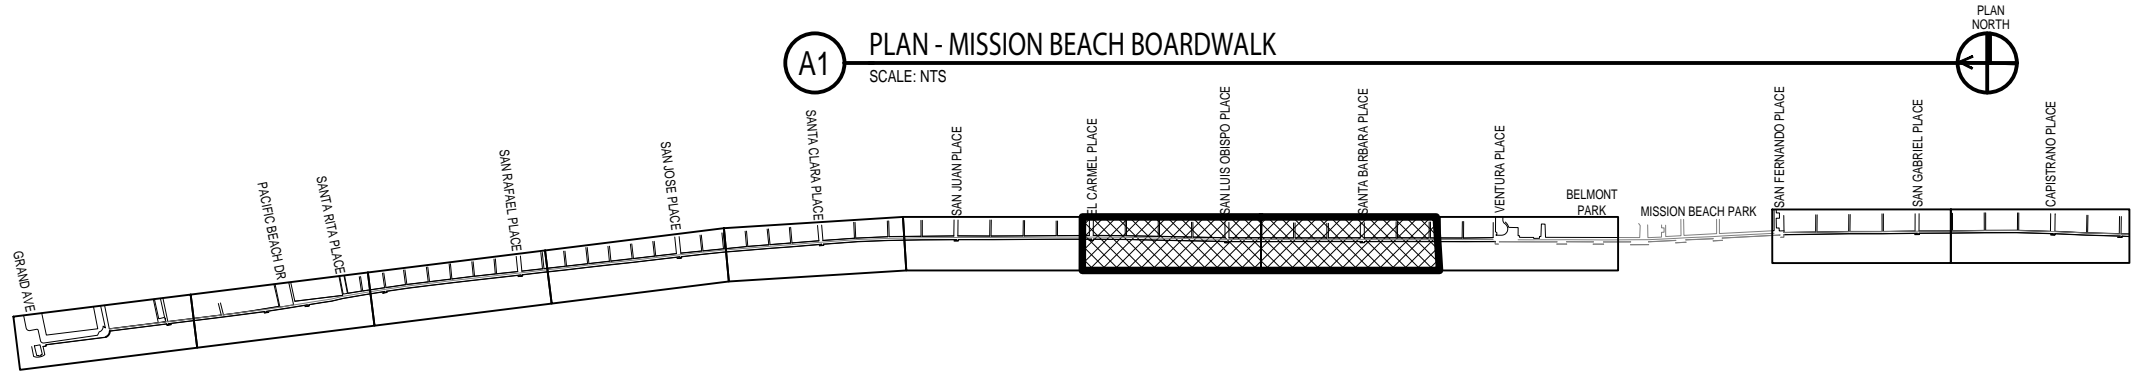 PLAN
NORTH
A1
PLAN - MISSION BEACH BOARDWALK
SCALE: NTS
GRAND AVE
PACIFIC BEACH DR
SANTA RITA PLACE
SAN RAFAEL PLACE
SAN JOSE PLACE
SANTA CLARA PLACE
SAN JUAN PLACE
EL CARMEL PLACE
SAN LUIS OBISPO PLACE
SANTA BARBARA PLACE
VENTURA PLACE
BELMONT
PARK
MISSION BEACH PARK
SAN FERNANDO PLACE
SAN GABRIEL PLACE
CAPISTRANO PLACE